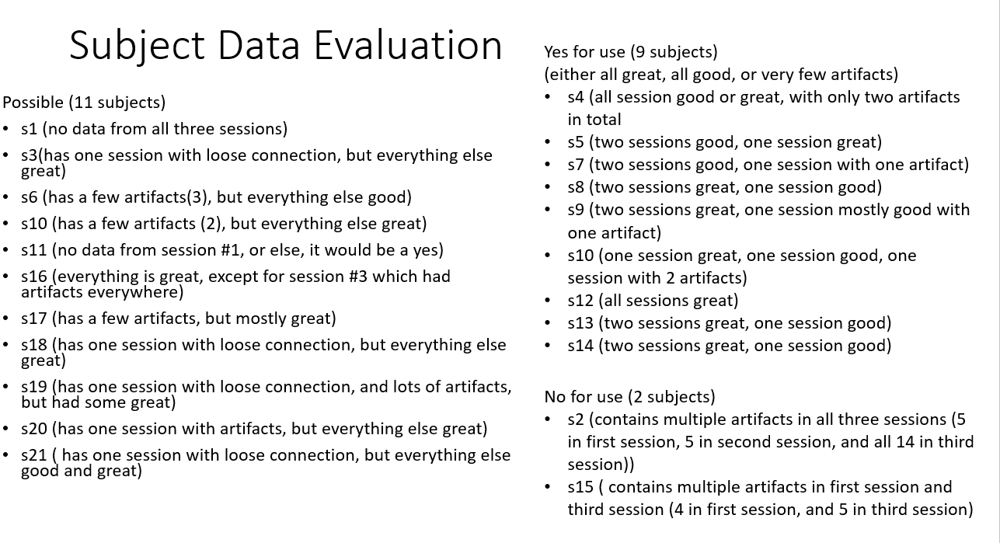 Subject Data Evaluation
Possible (11 subjects)
• s1 (no data from all three sessions)
• s3(has one session with loose connection, but everything else
great)
• s6 (has a few artifacts(3), but everything else good)
• s10 (has a few artifacts (2), but everything else great)
• s11 (no data from session #1, or else, it would be a yes)
• s16 (everything is great, except for session #3 which had
artifacts everywhere)
• s17 (has a few artifacts, but mostly great)
• s18 (has one session with loose connection, but everything else
great)
• s19 (has one session with loose connection, and lots of artifacts,
but had some great)
• s20 (has one session with artifacts, but everything else great)
• s21 ( has one session with loose connection, but everything else
good and great)
Yes for use (9 subjects)
(either all great, all good, or very few artifacts)
• s4 (all session good or great, with only two artifacts
in total
• s5 (two sessions good, one session great)
• s7 (two sessions good, one session with one artifact)
• s8 (two sessions great, one session good)
• s9 (two sessions great, one session mostly good with
one artifact)
• s10 (one session great, one session good, one
session with 2 artifacts)
• s12 (all sessions great)
• s13 (two sessions great, one session good)
• s14 (two sessions great, one session good)
No for use (2 subjects)
• s2 (contains multiple artifacts in all three sessions (5
in first session, 5 in second session, and all 14 in third
session))
• s15 ( contains multiple artifacts in first session and
third session (4 in first session, and 5 in third session)